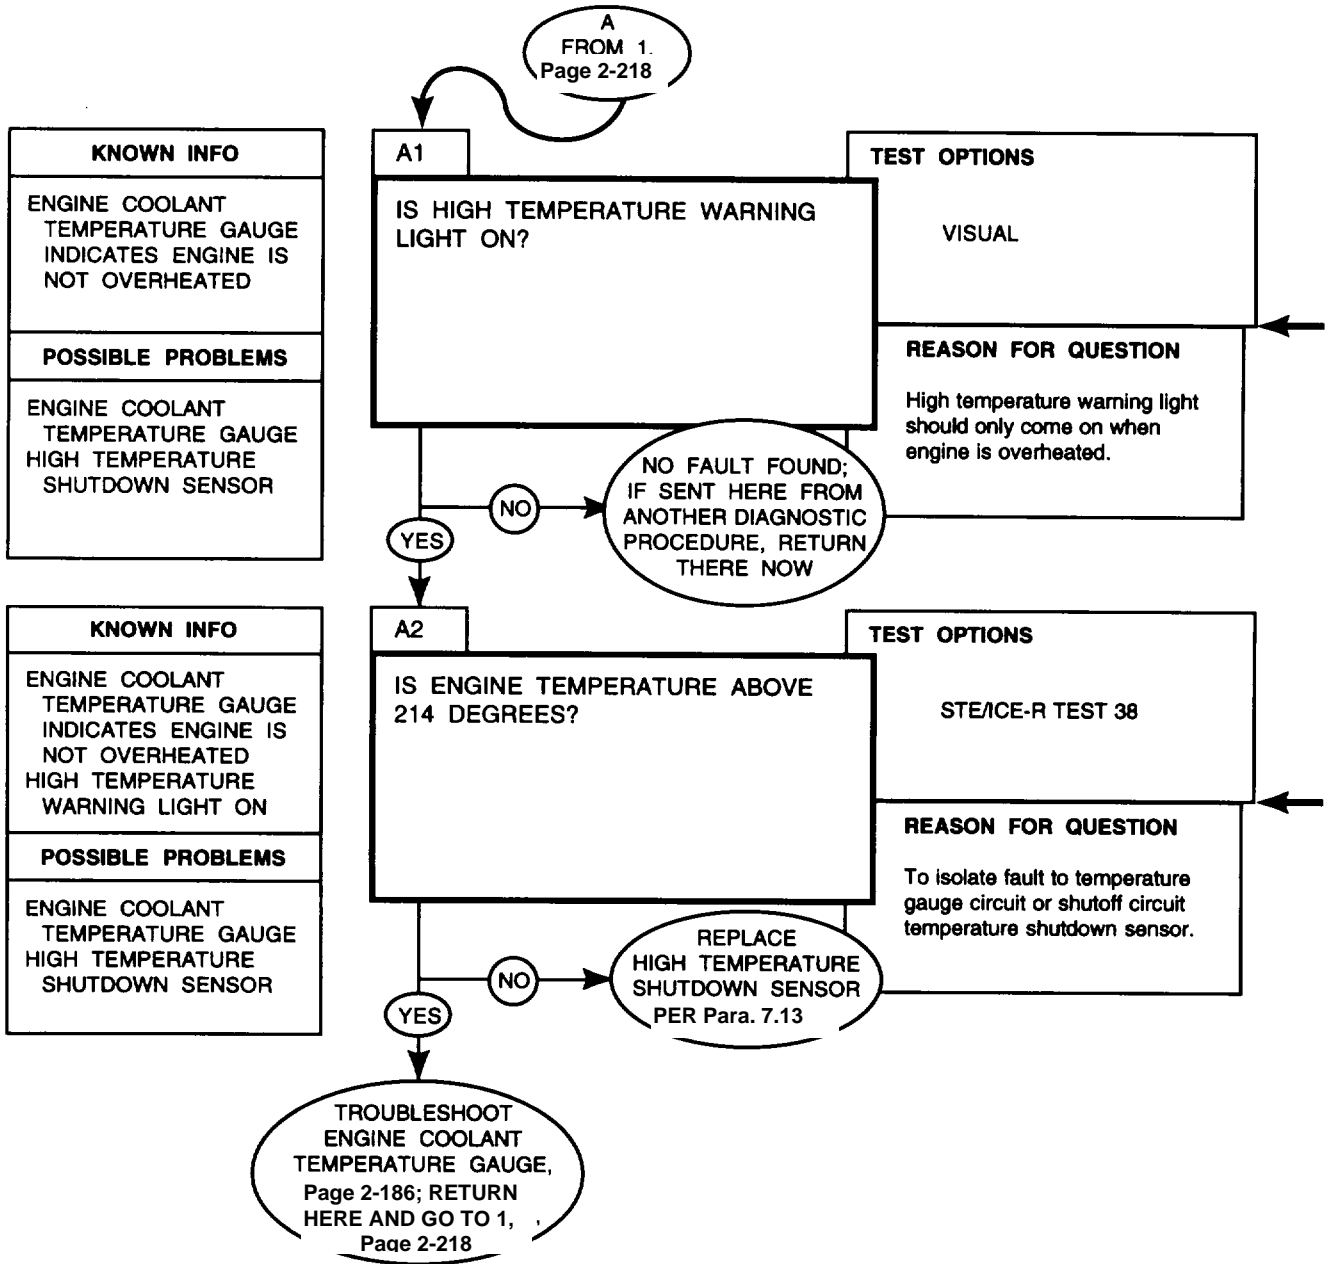 A
FROM 1.
Page 2-218
KNOWN INFO
ENGINE COOLANT
TEMPERATURE GAUGE
INDICATES ENGINE IS
NOT OVERHEATED
POSSIBLE PROBLEMS
ENGINE COOLANT
TEMPERATURE GAUGE
HIGH TEMPERATURE
SHUTDOWN SENSOR
A1
IS HIGH TEMPERATURE WARNING
LIGHT ON?
TEST OPTIONS
VISUAL
REASON FOR QUESTION
High temperature warning light
should only come on when
engine is overheated.
NO
NO FAULT FOUND;
IF SENT HERE FROM
ANOTHER DIAGNOSTIC
PROCEDURE, RETURN
THERE NOW
YES
KNOWN INFO
ENGINE COOLANT
TEMPERATURE GAUGE
INDICATES ENGINE IS
NOT OVERHEATED
HIGH TEMPERATURE
WARNING LIGHT ON
POSSIBLE PROBLEMS
ENGINE COOLANT
TEMPERATURE GAUGE
HIGH TEMPERATURE
SHUTDOWN SENSOR
A2
IS ENGINE TEMPERATURE ABOVE
214 DEGREES?
TEST OPTIONS
STE/ICE-R TEST 38
REASON FOR QUESTION
To isolate fault to temperature
gauge circuit or shutoff circuit
temperature shutdown sensor.
NO
REPLACE
HIGH TEMPERATURE
SHUTDOWN SENSOR
PER Para. 7.13
YES
TROUBLESHOOT
ENGINE COOLANT
TEMPERATURE GAUGE,
Page 2-186; RETURN
HERE AND GO TO 1,
Page 2-218